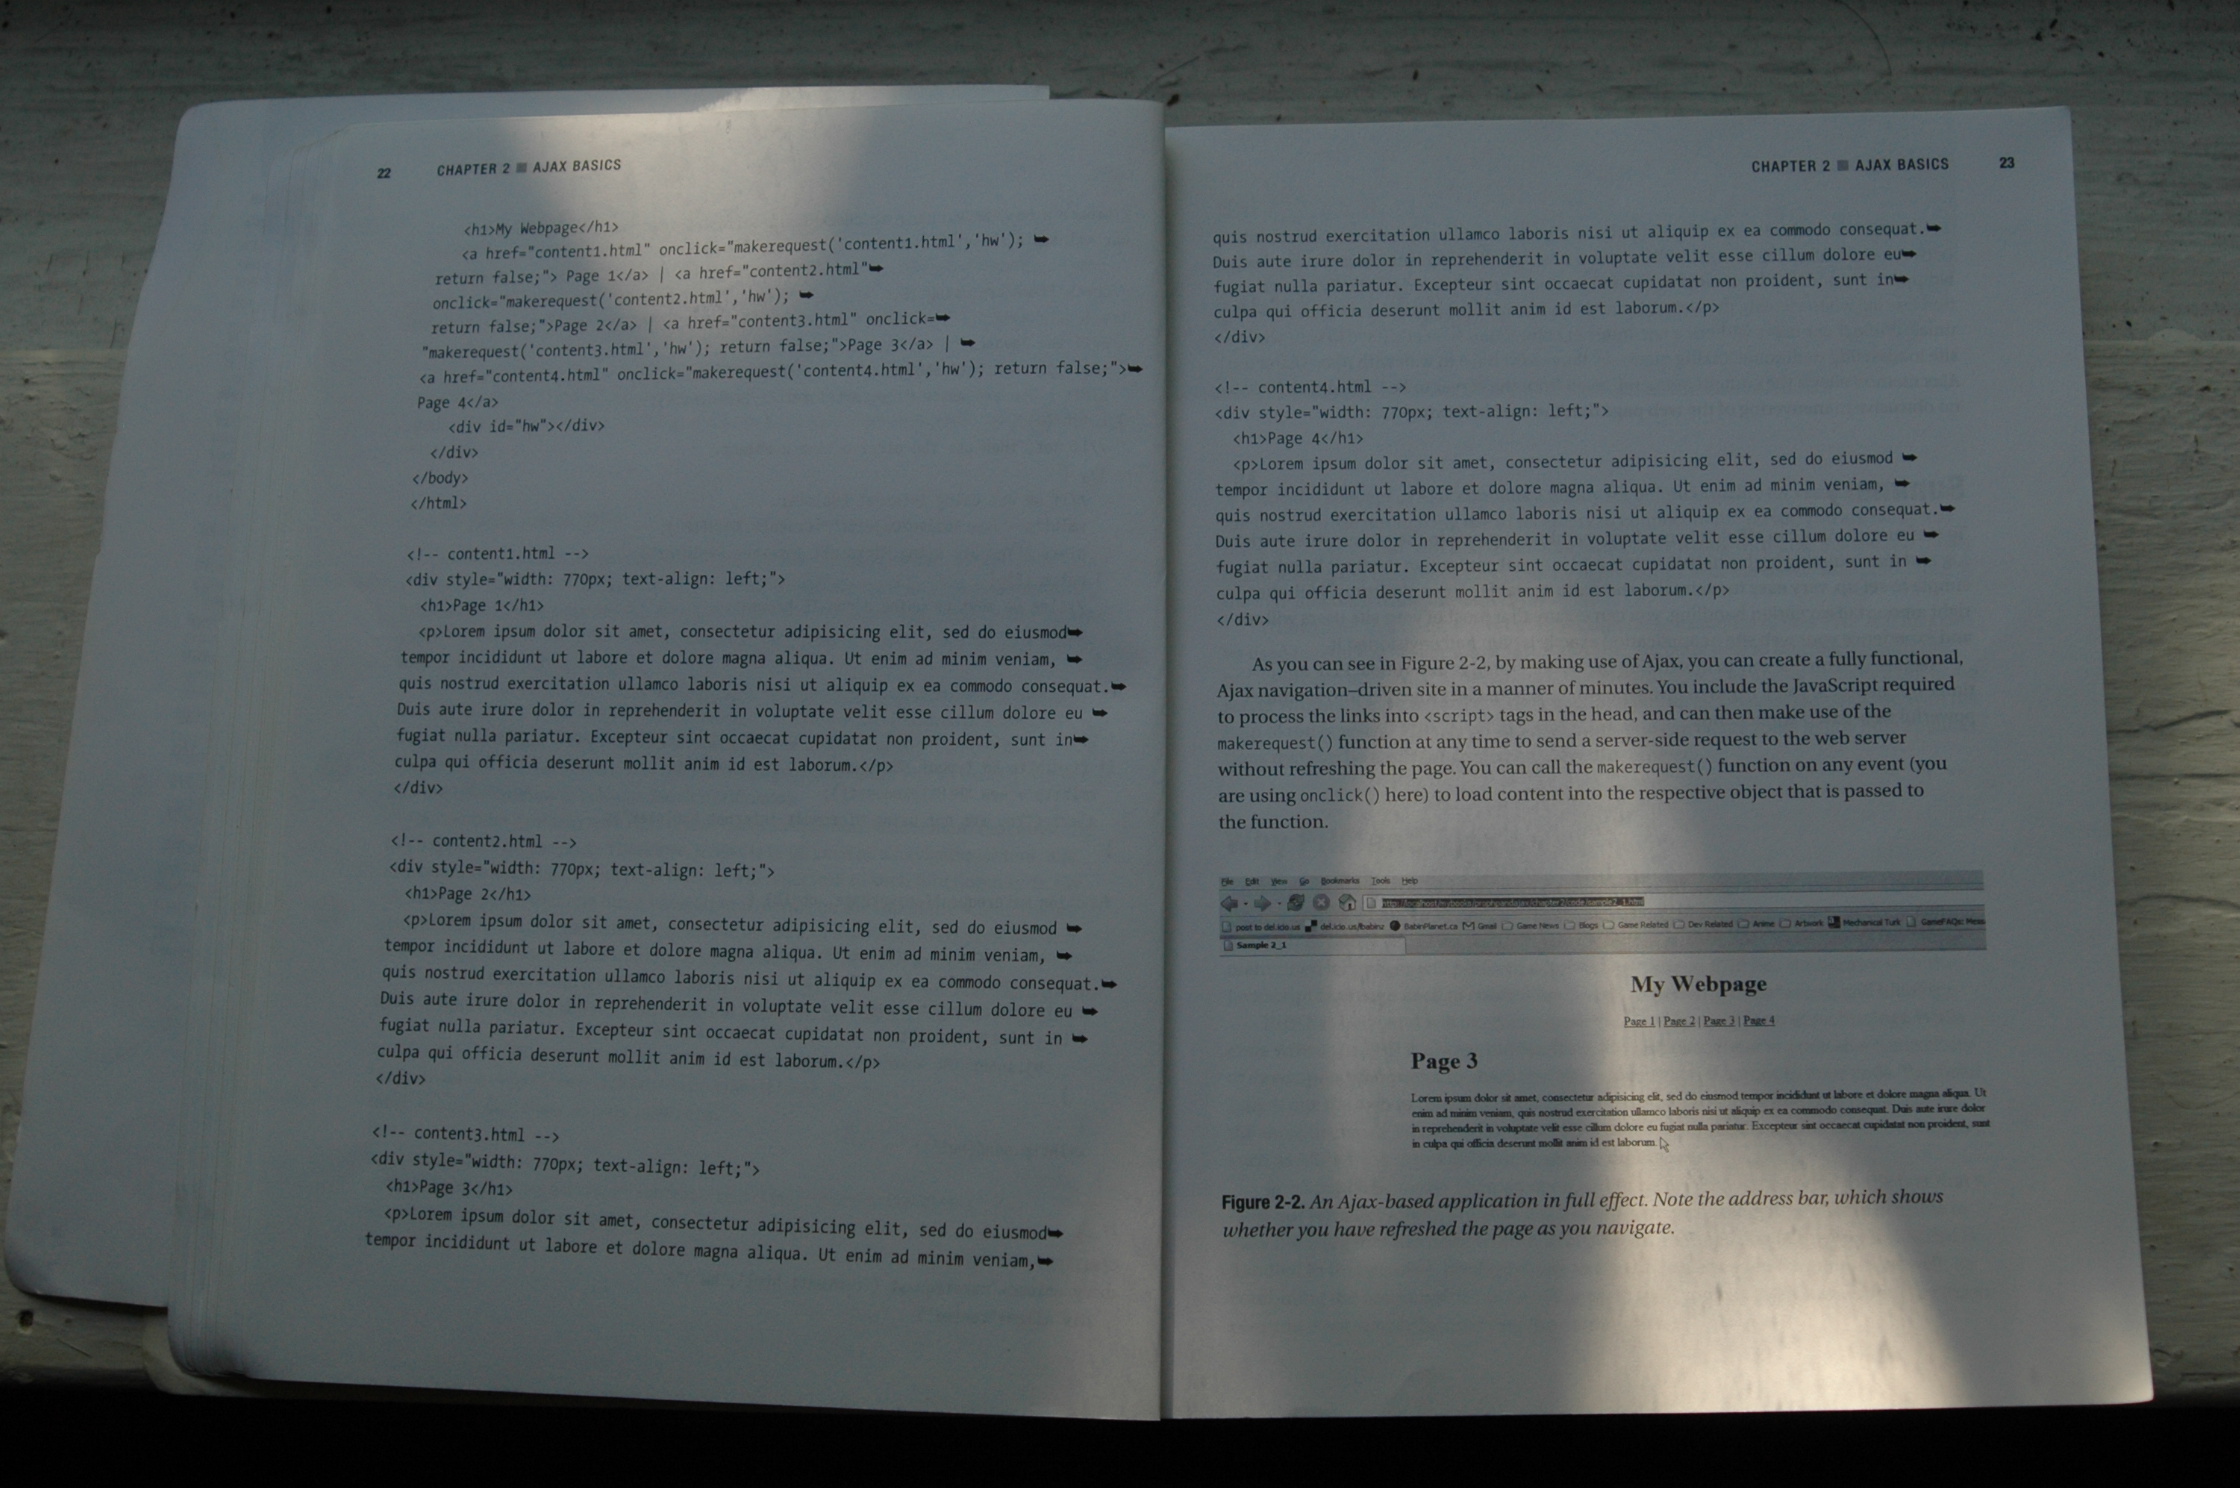 22 CHAPTER 2 ■ AJAX BASICS
<h1>My Webpage</h1>
<a href="content1.html" onclick="makerequest('content1.html','hw'); ➥
return false;"> Page 1</a> | <a href="content2.html"➥
onclick="makerequest('content2.html','hw'); ➥
return false;">Page 2</a> | <a href="content3.html" onclick=➥
"makerequest('content3.html','hw'); return false;">Page 3</a> | ➥
<a href="content4.html" onclick="makerequest('content4.html','hw'); return false;">➥
Page 4</a>
<div id="hw"></div>
</div>
</body>
</html>
<!-- content1.html -->
<div style="width: 770px; text-align: left;">
<h1>Page 1</h1>
<p>Lorem ipsum dolor sit amet, consectetur adipisicing elit, sed do eiusmod➥
tempor incididunt ut labore et dolore magna aliqua. Ut enim ad minim veniam, ➥
quis nostrud exercitation ullamco laboris nisi ut aliquip ex ea commodo consequat.➥
Duis aute irure dolor in reprehenderit in voluptate velit esse cillum dolore eu ➥
fugiat nulla pariatur. Excepteur sint occaecat cupidatat non proident, sunt in➥
culpa qui officia deserunt mollit anim id est laborum.</p>
</div>
<!-- content2.html -->
<div style="width: 770px; text-align: left;">
<h1>Page 2</h1>
<p>Lorem ipsum dolor sit amet, consectetur adipisicing elit, sed do eiusmod ➥
tempor incididunt ut labore et dolore magna aliqua. Ut enim ad minim veniam, ➥
quis nostrud exercitation ullamco laboris nisi ut aliquip ex ea commodo consequat.➥
Duis aute irure dolor in reprehenderit in voluptate velit esse cillum dolore eu ➥
fugiat nulla pariatur. Excepteur sint occaecat cupidatat non proident, sunt in ➥
culpa qui officia deserunt mollit anim id est laborum.</p>
</div>
<!-- content3.html -->
<div style="width: 770px; text-align: left;">
<h1>Page 3</h1>
<p>Lorem ipsum dolor sit amet, consectetur adipisicing elit, sed do eiusmod➥
tempor incididunt ut labore et dolore magna aliqua. Ut enim ad minim veniam,➥
CHAPTER 2 ■ AJAX BASICS 23
quis nostrud exercitation ullamco laboris nisi ut aliquip ex ea commodo consequat.➥
Duis aute irure dolor in reprehenderit in voluptate velit esse cillum dolore eu➥
fugiat nulla pariatur. Excepteur sint occaecat cupidatat non proident, sunt in➥
culpa qui officia deserunt mollit anim id est laborum.</p>
</div>
<!-- content4.html -->
<div style="width: 770px; text-align: left;">
<h1>Page 4</h1>
<p>Lorem ipsum dolor sit amet, consectetur adipisicing elit, sed do eiusmod ➥
tempor incididunt ut labore et dolore magna aliqua. Ut enim ad minim veniam, ➥
quis nostrud exercitation ullamco laboris nisi ut aliquip ex ea commodo consequat.➥
Duis aute irure dolor in reprehenderit in voluptate velit esse cillum dolore eu ➥
fugiat nulla pariatur. Excepteur sint occaecat cupidatat non proident, sunt in ➥
culpa qui officia deserunt mollit anim id est laborum.</p>
</div>
As you can see in Figure 2-2, by making use of Ajax, you can create a fully functional,
Ajax navigation–driven site in a manner of minutes. You include the JavaScript required
to process the links into <script> tags in the head, and can then make use of the
makerequest() function at any time to send a server-side request to the web server
without refreshing the page. You can call the makerequest() function on any event (you
are using onclick() here) to load content into the respective object that is passed to
the function.
File Edit View Go Bookmarks Tools Help
post to del.icio.us del.icio.us/babinz BabinPlanet.ca Gmail Game News Blogs Game Related Dev Related Anime Artwork Mechanical Turk GameFAQs:
Sample 2_1
My Webpage
Page 1 | Page 2 | Page 3 | Page 4
Page 3
Lorem ipsum dolor sit amet, consectetur adipisicing elit, sed do eiusmod tempor incididunt ut labore et dolore magna aliqua. Ut
enim ad minim veniam, quis nostrud exercitation ullamco laboris nisi ut aliquip ex ea commodo consequat. Duis aute irure dolor
in reprehenderit in voluptate velit esse cillum dolore eu fugiat nulla pariatur. Excepteur sint occaecat cupidatat non proident, sunt
in culpa qui officia deserunt mollit anim id est laborum.
Figure 2-2. An Ajax-based application in full effect. Note the address bar, which shows
whether you have refreshed the page as you navigate.